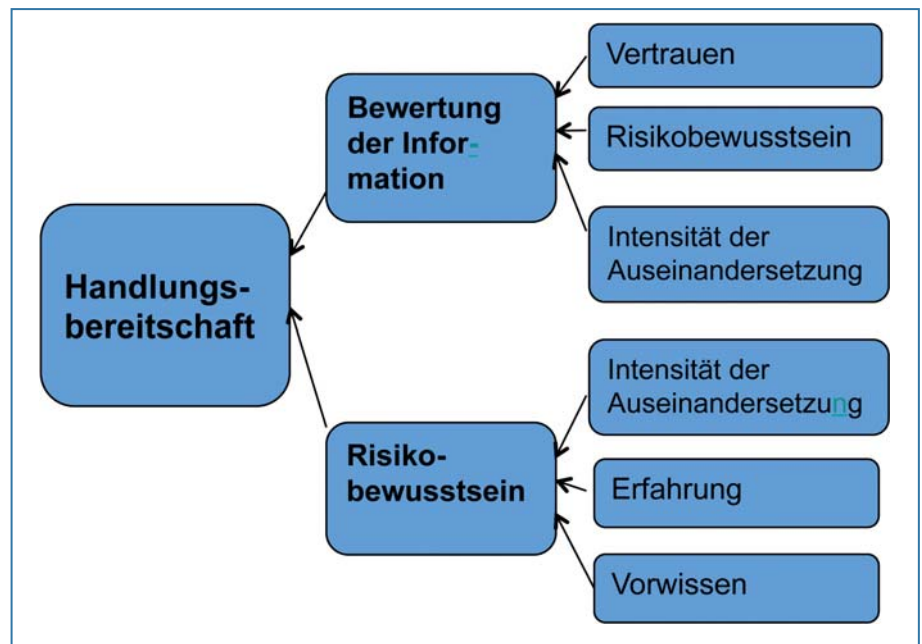 Vertrauen
Bewertung
der Infor-
mation
Risikobewusstsein
Intensität der
Auseinandersetzung
Handlungs-
bereitschaft
Intensität der
Auseinandersetzung
Risiko-
bewusstsein
Erfahrung
Vorwissen